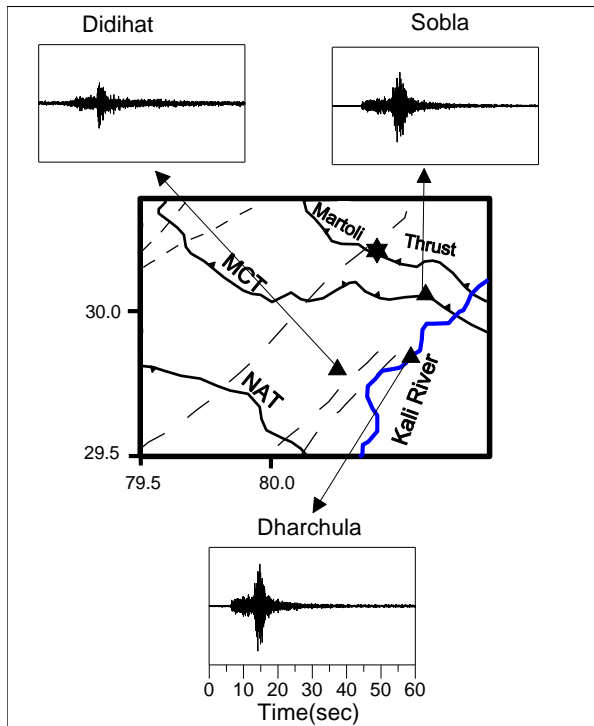 Didihat
Sobla
Martoli
Thrust
MCT
30.0
NAT
Kali River
29.5
79.5
80.0
Dharchula
0 10 20 30 40 50 60
Time(sec)